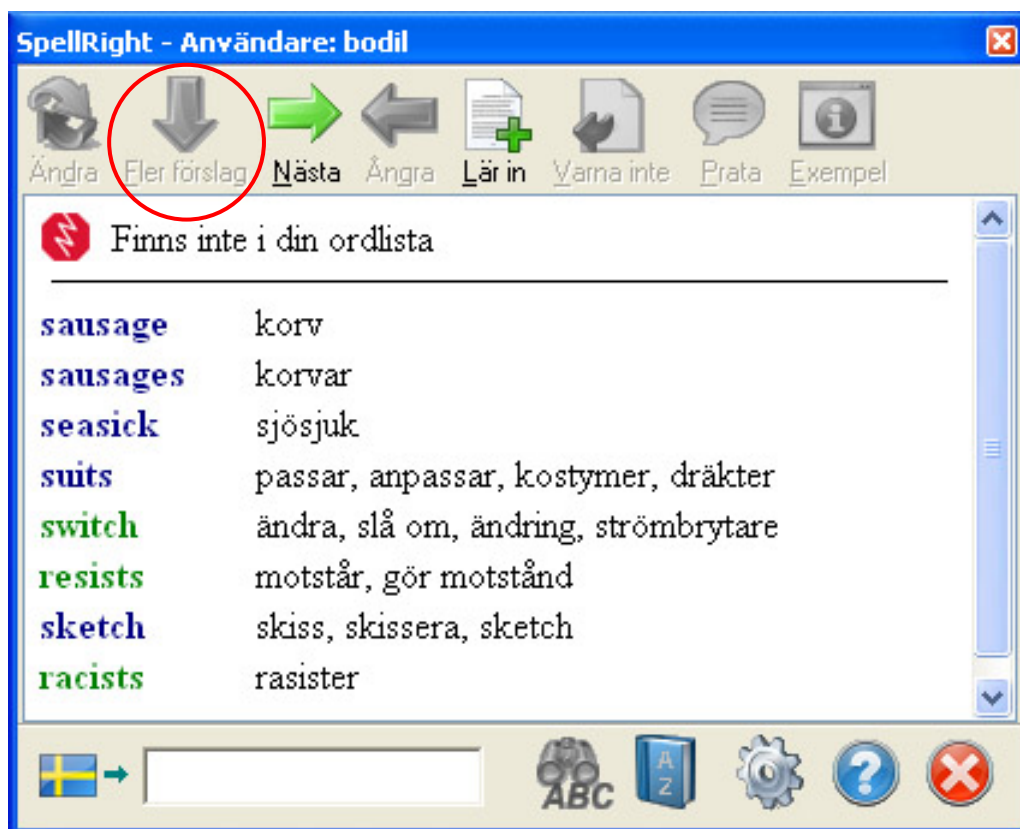 SpellRight - Användare: bodil
Ändra Fler förslag Nästa Ångra Lär in Varna inte Prata Exempel
Finns inte i din ordlista
sausage korv
sausages korvar
seasick sjösjuk
suits passar, anpassar, kostymer, dräkter
switch ändra, slå om, ändring, strömbrytare
resists motstår, gör motstånd
sketch skiss, skissera, sketch
racists rasister
ABC A Z ?